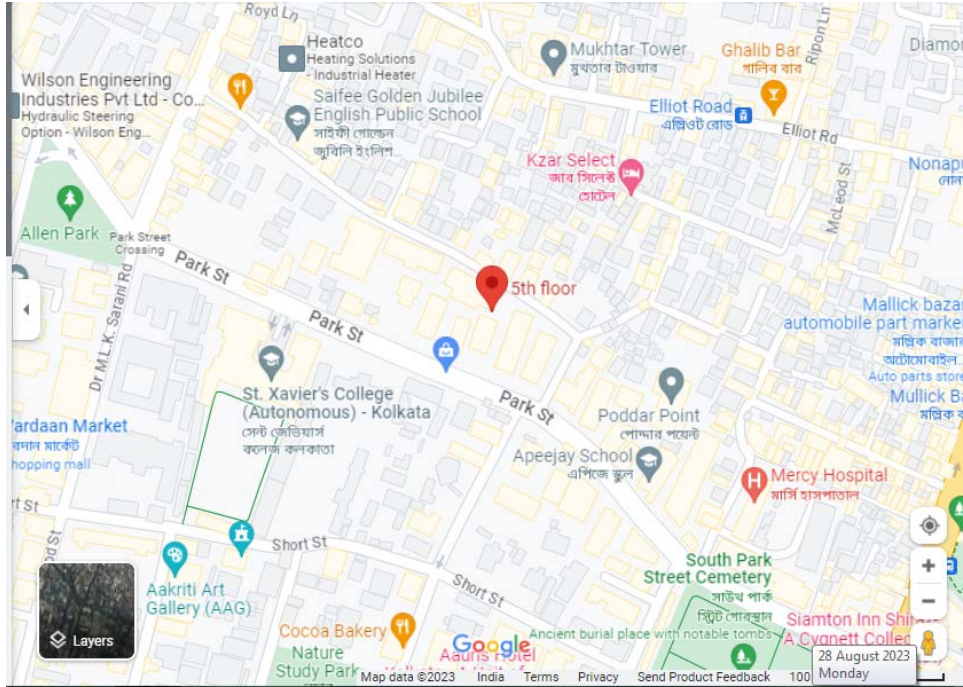 Royd Ln
Heatco
Heating Solutions
- Industrial Heater
Mukhtar Tower
মুখতার টাওয়ার
Ghalib Bar
গালিব বার
Ripon Ln
Diamon
Wilson Engineering
Industries Pvt Ltd - Co...
Hydraulic Steering
Option - Wilson Eng...
Saifee Golden Jubilee
English Public School
সাইফী গোল্ডেন
জুবিলি ইংলিশ...
Elliot Road
এলিওট রোড
Elliot Rd
Kzar Select
জার সিলেক্ট
হোটেল
McLeod St
Nonapu
Allen Park
Park Street
Crossing
Park St
5th floor
Dr M.L.K. Sarani Rd
Park St
Mallick bazar
automobile part marke
মল্লিক বাজার
অটোমোবাইল...
Auto parts store
Mullick Ba
St. Xavier's College
(Autonomous) - Kolkata
সেন্ট জেভিয়ার্স
কলেজ কলকাতা
Park St
Poddar Point
পোদ্দার পয়েন্ট
ardaan Market
রদান মার্কেট
hopping mall
Apeejay School
এপিজে স্কুল
Mercy Hospital
মার্সি হাসপাতাল
rt St
Short St
Short St
South Park
Street Cemetery
সাউথ পার্ক
স্ট্রিট গোরস্থান
Ancient burial place with notable tombs
Aakriti Art
Gallery (AAG)
Layers
Cocoa Bakery
Nature
Study Park
Google
Siamton Inn Shi
A Cygnett Collec
28 August 2023
Monday
Map data ©2023
India
Terms
Privacy
Send Product Feedback
100